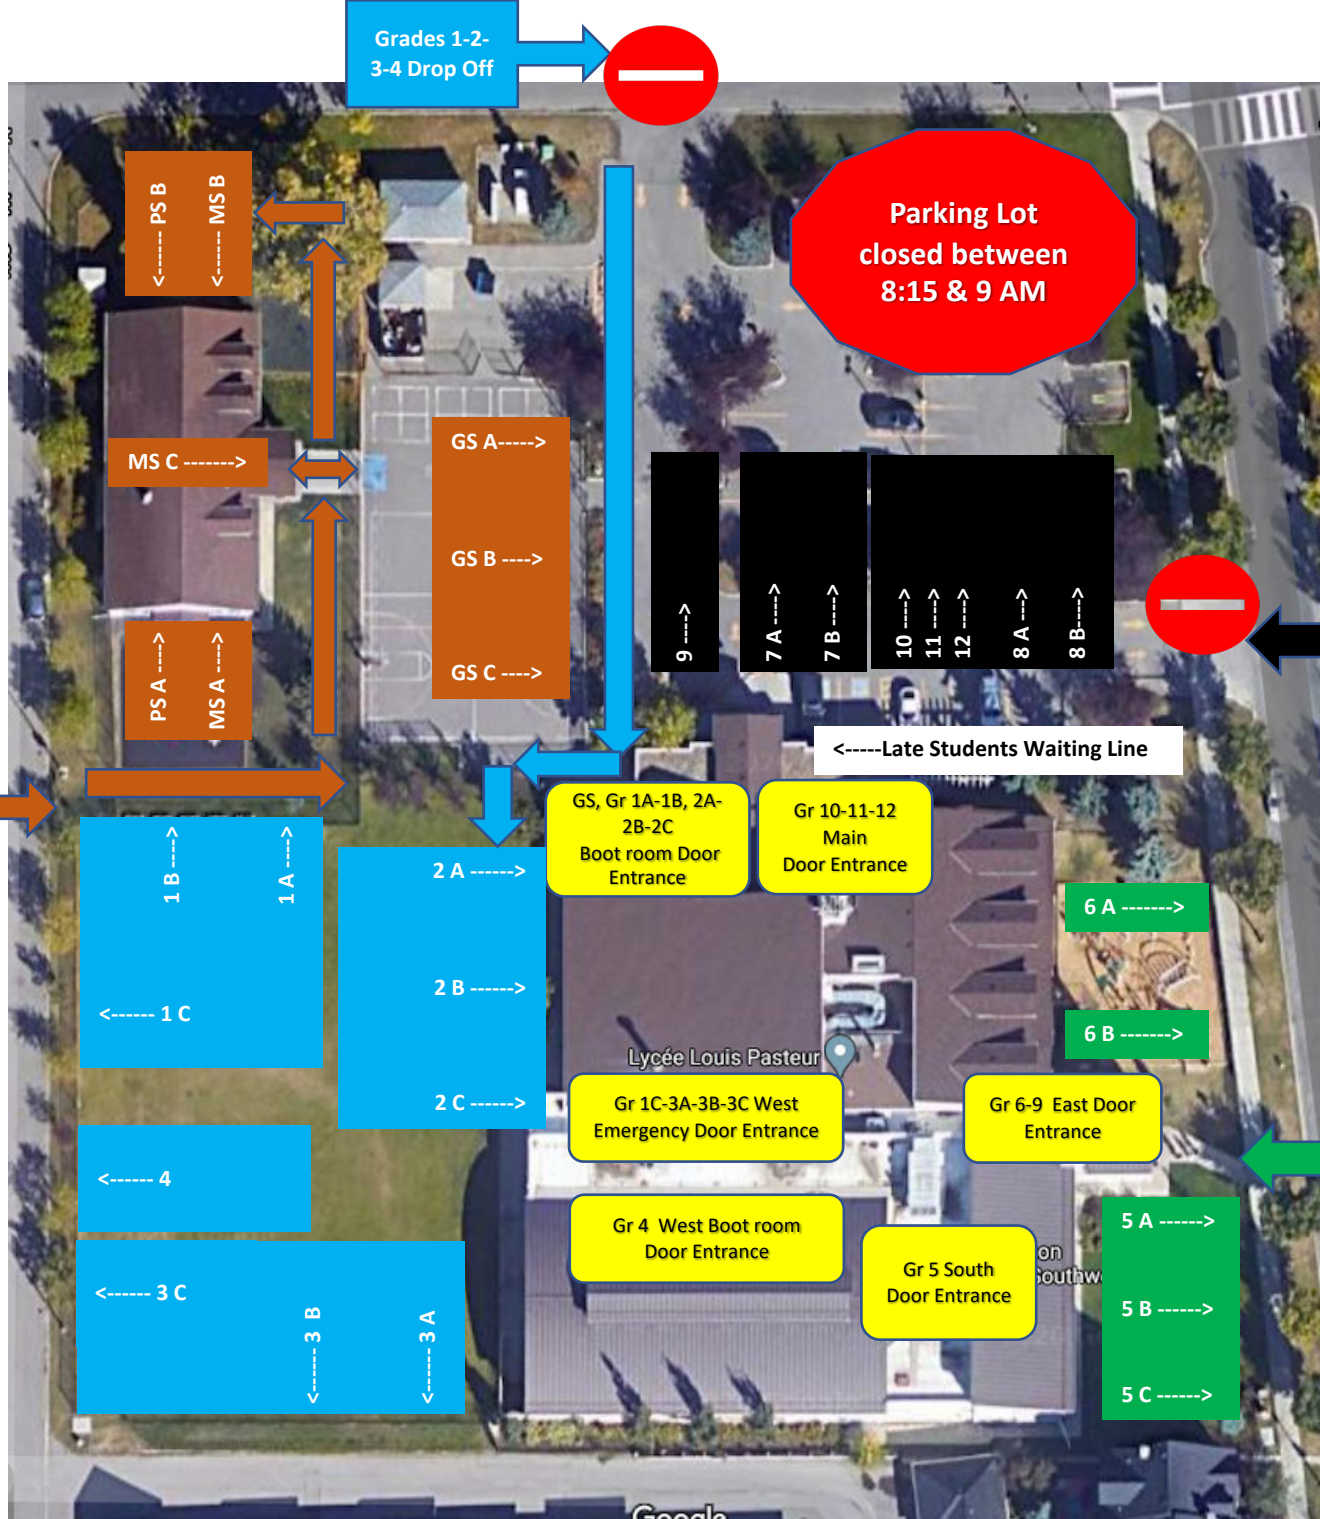 Grades 1-2-
3-4 Drop Off
Parking Lot
closed between
8:15 & 9 AM
<------ PS B
<------ MS B
MS C ------->
GS A----->
GS B ---->
GS C ---->
PS A ---->
MS A ---->
9---->
7 A ---->
7 B----->
10 ---->
11 ---->
12 ---->
8 A ---->
8 B---->
<-----Late Students Waiting Line
GS, Gr 1A-1B, 2A-
2B-2C
Boot room Door
Entrance
Gr 10-11-12
Main
Door Entrance
1 B ---->
1 A ---->
<------ 1 C
2 A ------>
2 B ------>
2 C ------>
6 A ------->
6 B ------->
Lycée Louis Pasteur
Gr 1C-3A-3B-3C West
Emergency Door Entrance
Gr 6-9 East Door
Entrance
<------ 4
Gr 4 West Boot room
Door Entrance
Gr 5 South
Door Entrance
on
Southw
5 A ------>
5 B ------>
5 C ------>
<------ 3 C
<------ 3 B
<------ 3 A
Google